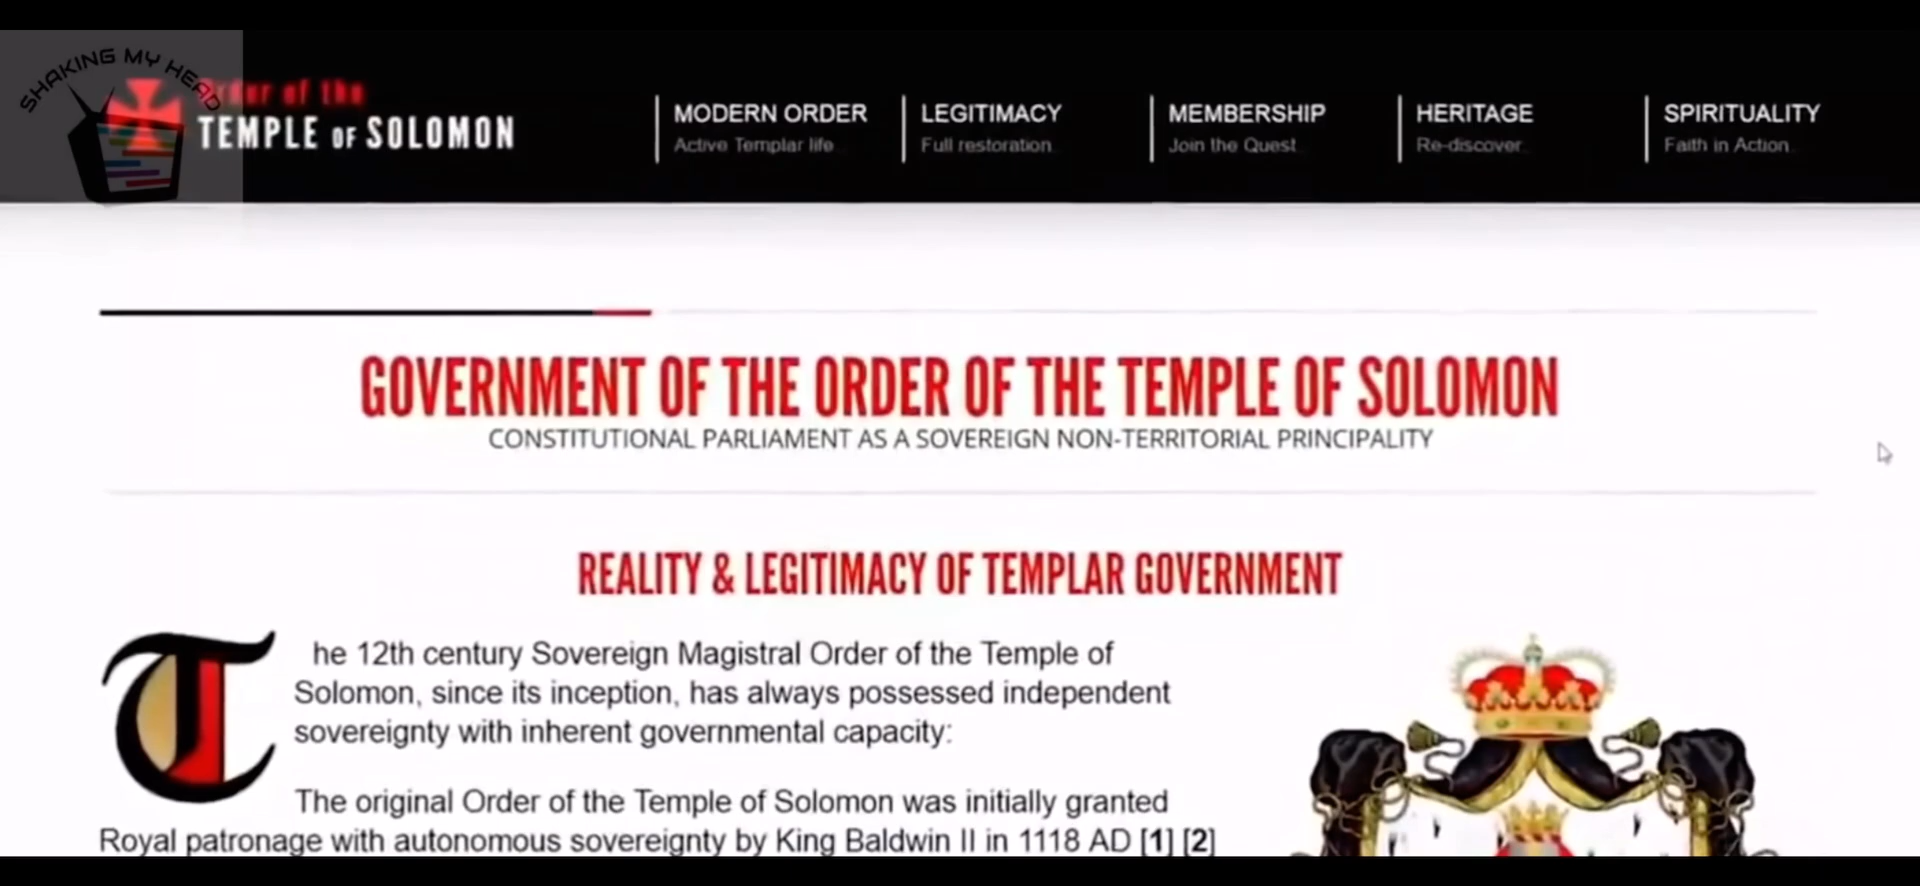 SHAKING MY HEAD
Order of the
TEMPLE OF SOLOMON
MODERN ORDER
Active Templar life
LEGITIMACY
Full restoration
MEMBERSHIP
Join the Quest
HERITAGE
Re-discover
SPIRITUALITY
Faith in Action
GOVERNMENT OF THE ORDER OF THE TEMPLE OF SOLOMON
CONSTITUTIONAL PARLIAMENT AS A SOVEREIGN NON-TERRITORIAL PRINCIPALITY
REALITY & LEGITIMACY OF TEMPLAR GOVERNMENT
The 12th century Sovereign Magistral Order of the Temple of
Solomon, since its inception, has always possessed independent
sovereignty with inherent governmental capacity:
The original Order of the Temple of Solomon was initially granted
Royal patronage with autonomous sovereignty by King Baldwin II in 1118 AD [1] [2]